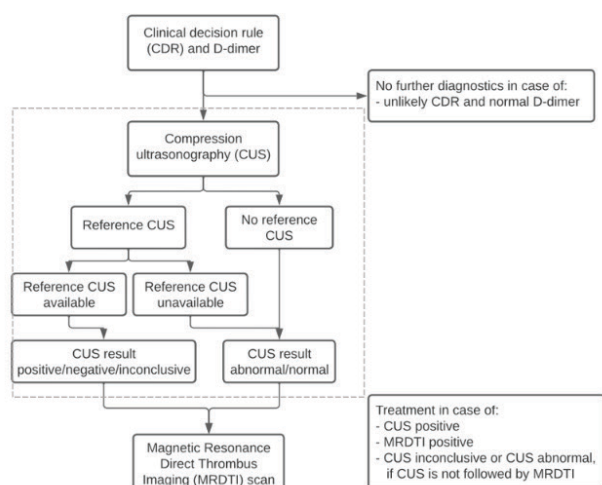 Clinical decision rule
(CDR) and D-dimer
No further diagnostics in case of:
- unlikely CDR and normal D-dimer
Compression
ultrasonography (CUS)
Reference CUS
No reference
CUS
Reference CUS
available
Reference CUS
unavailable
CUS result
positive/negative/inconclusive
CUS result
abnormal/normal
Magnetic Resonance
Direct Thrombus
Imaging (MRDTI) scan
Treatment in case of:
- CUS positive
- MRDTI positive
- CUS inconclusive or CUS abnormal,
if CUS is not followed by MRDTI